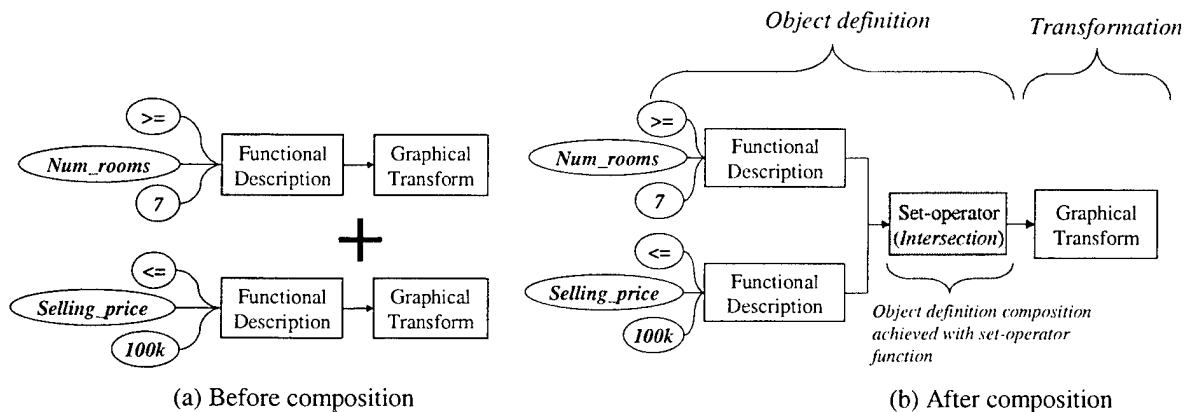 Object definition
Transformation
>=
Num_rooms
7
Functional
Description
Graphical
Transform
<=
Selling_price
100k
Functional
Description
Graphical
Transform
(a) Before composition
>=
Num_rooms
7
Functional
Description
<=
Selling_price
100k
Functional
Description
Set-operator
(Intersection)
Graphical
Transform
Object definition composition
achieved with set-operator
function
(b) After composition